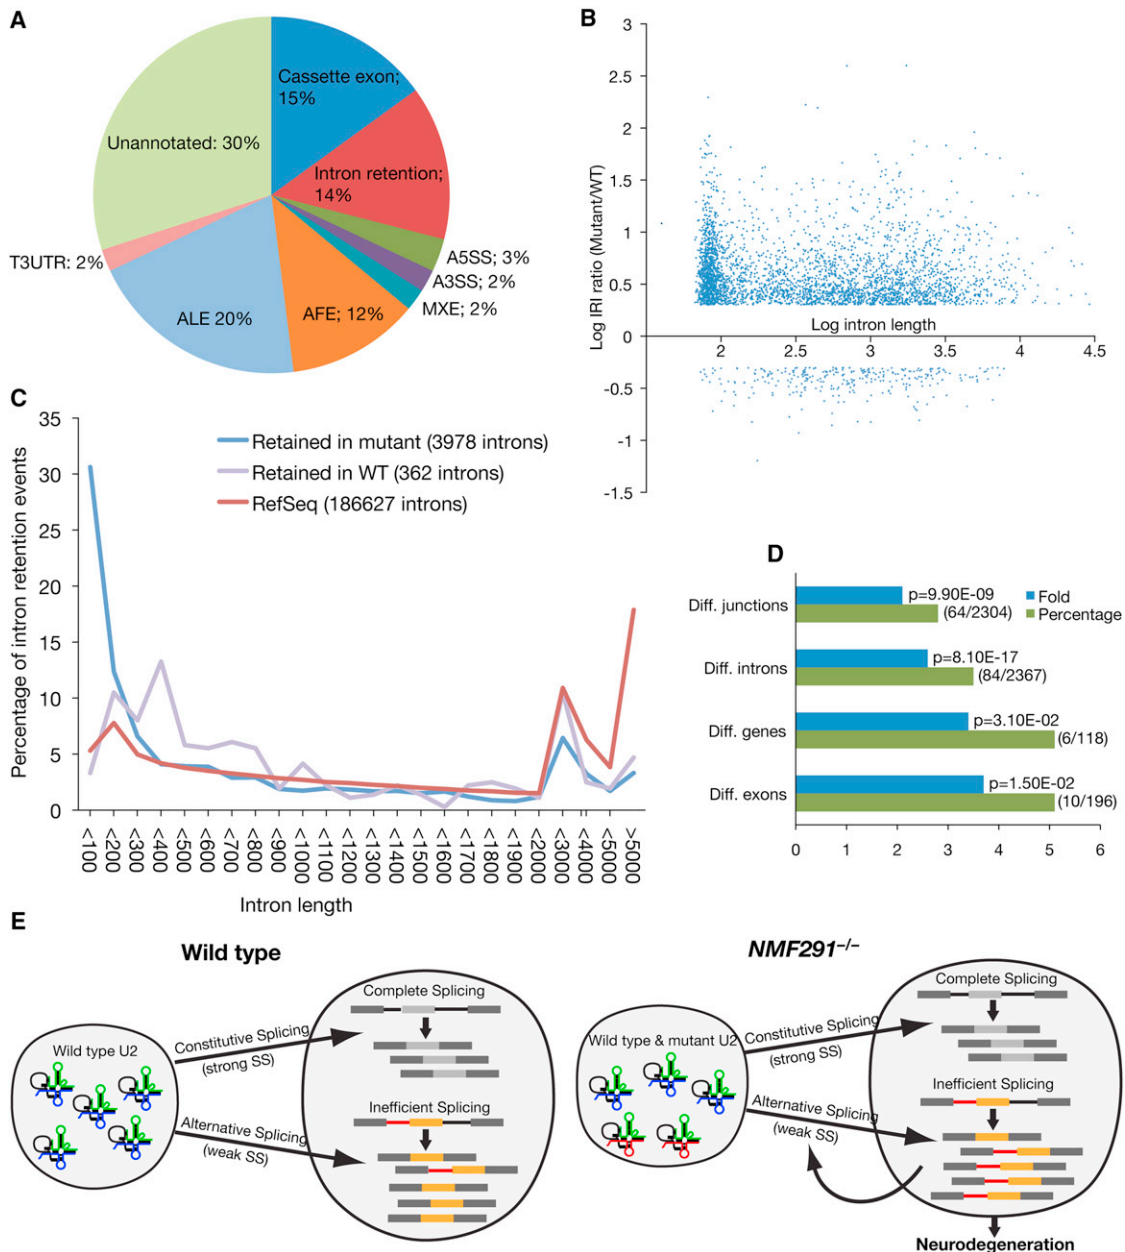 A
Cassette exon;
15%
Unannotated: 30%
Intron retention;
14%
A5SS; 3%
T3UTR: 2%
A3SS; 2%
MXE; 2%
AFE; 12%
ALE 20%
B
Log IRI ratio (Mutant/WT)
3
2.5
2
1.5
1
0.5
0
-0.5
-1
-1.5
Log intron length
2
2.5
3
3.5
4
4.5
C
Percentage of intron retention events
35
30
25
20
15
10
5
0
Retained in mutant (3978 introns)
Retained in WT (362 introns)
RefSeq (186627 introns)
<100
<200
<300
<400
<500
<600
<700
<800
<900
<1000
<1100
<1200
<1300
<1400
<1500
<1600
<1700
<1800
<1900
<2000
<3000
<4000
<5000
>5000
Intron length
D
Diff. junctions
p=9.90E-09
(64/2304)
Fold
Percentage
Diff. introns
p=8.10E-17
(84/2367)
Diff. genes
p=3.10E-02
(6/118)
Diff. exons
p=1.50E-02
(10/196)
0
1
2
3
4
5
6
E
Wild type
Wild type U2
Constitutive Splicing
(strong SS)
Alternative Splicing
(weak SS)
Complete Splicing
Inefficient Splicing
NMF291–/–
Wild type & mutant U2
Constitutive Splicing
(strong SS)
Alternative Splicing
(weak SS)
Complete Splicing
Inefficient Splicing
Neurodegeneration